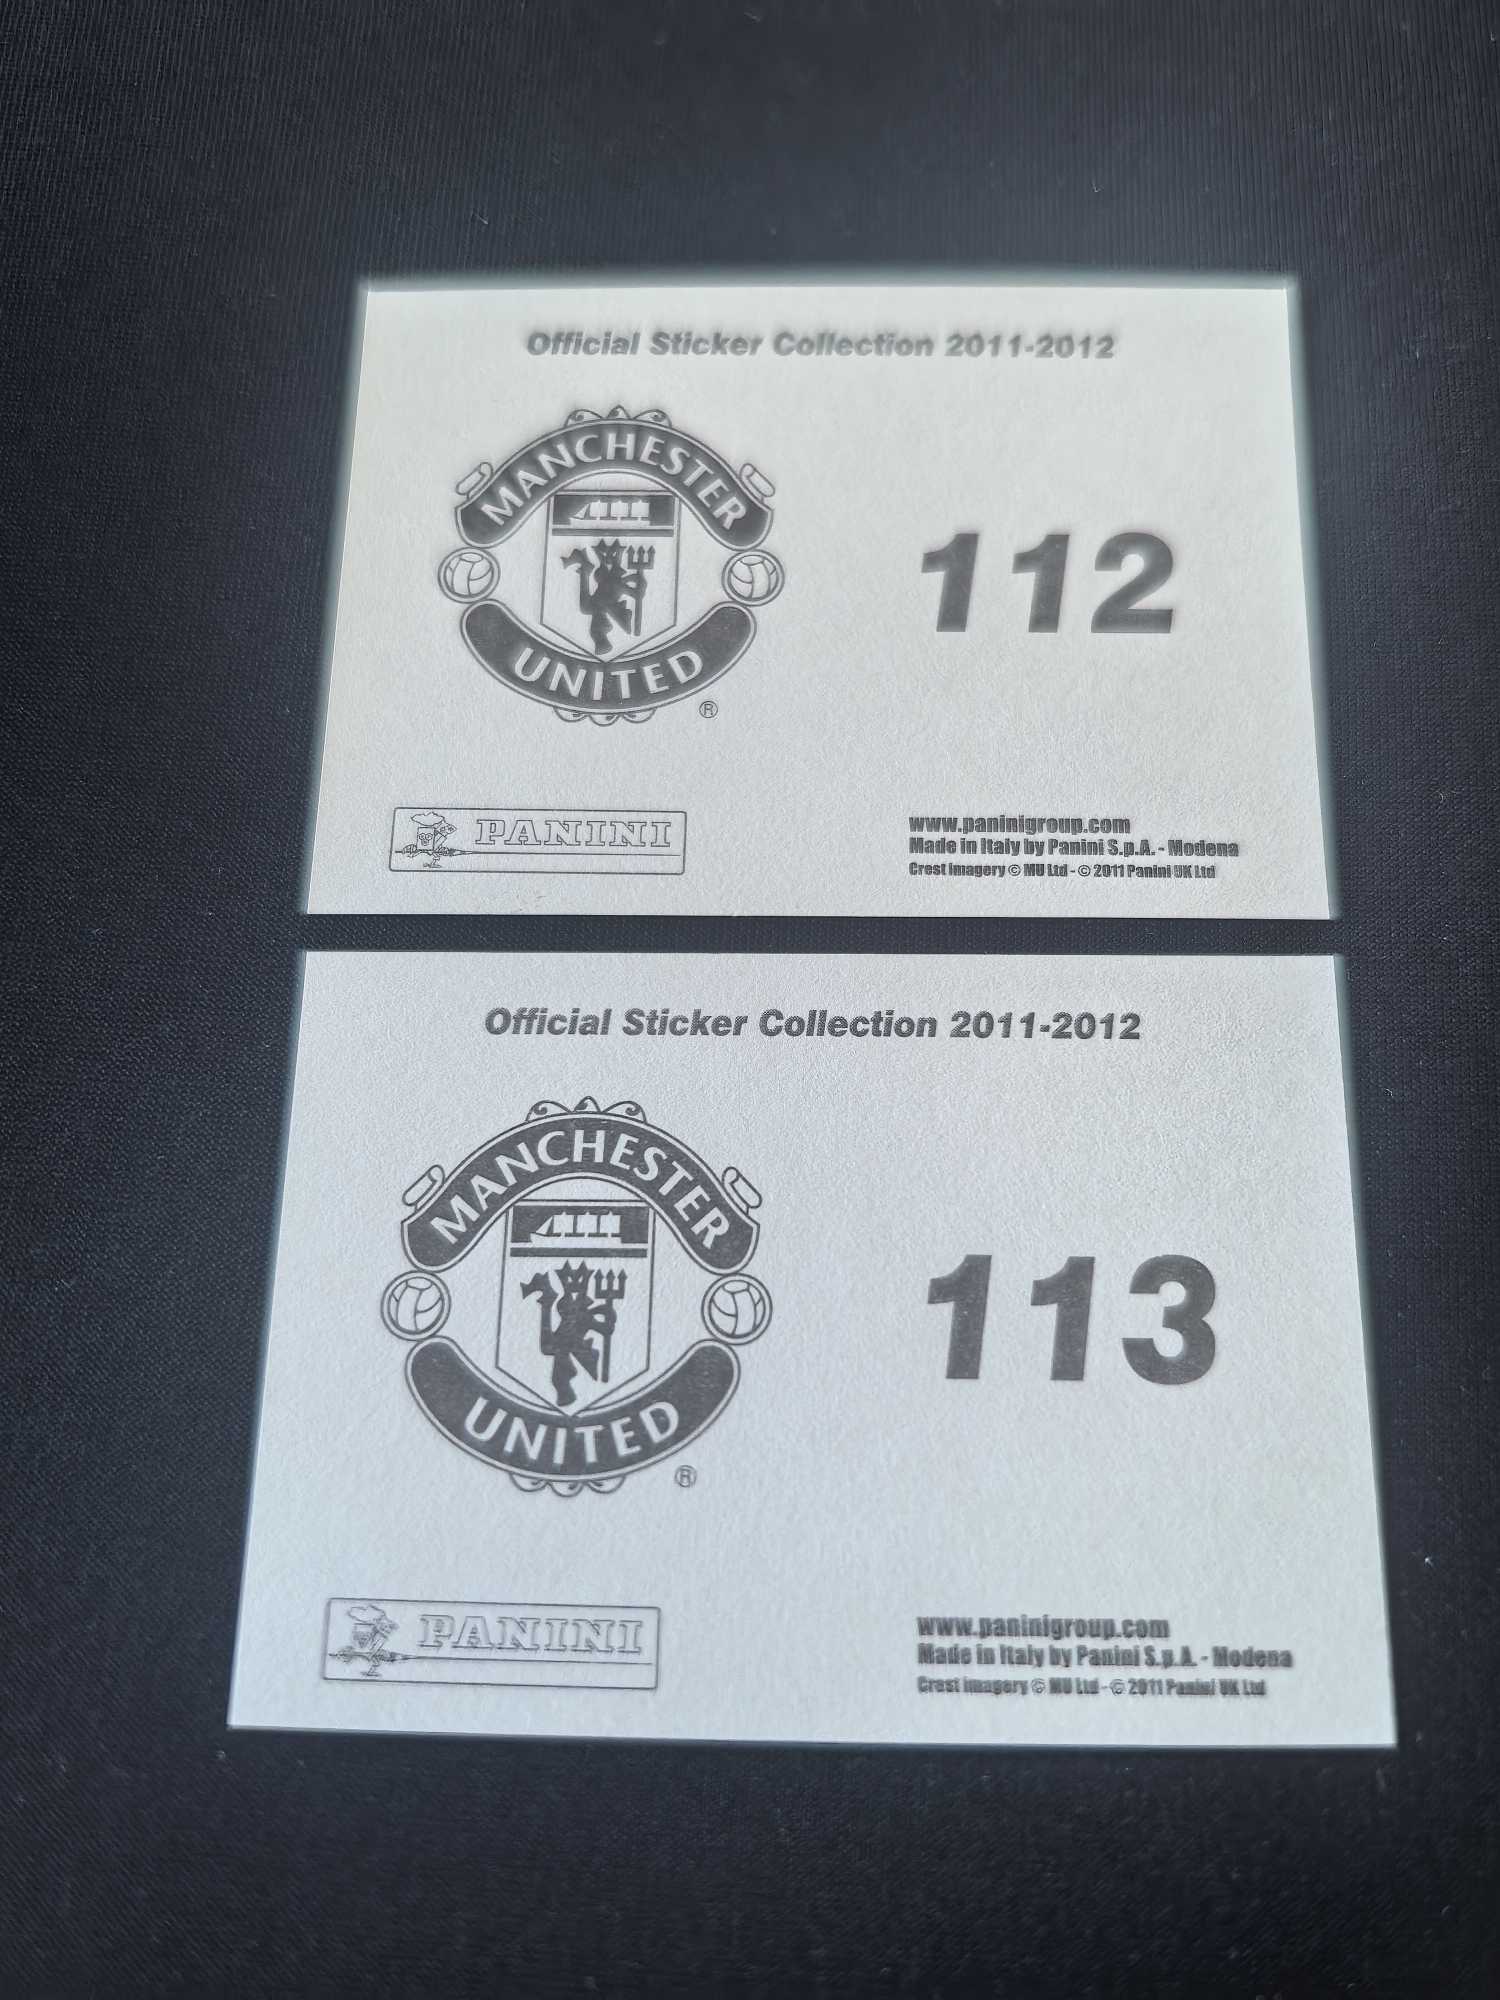 Official Sticker Collection 2011-2012
MANCHESTER
UNITED
®
112
PANINI
www.paninigroup.com
Made in Italy by Panini S.p.A. - Modena
Crest imagery © MU Ltd - © 2011 Panini UK Ltd
Official Sticker Collection 2011-2012
MANCHESTER
UNITED
®
113
PANINI
www.paninigroup.com
Made in Italy by Panini S.p.A. - Modena
Crest imagery © MU Ltd - © 2011 Panini UK Ltd